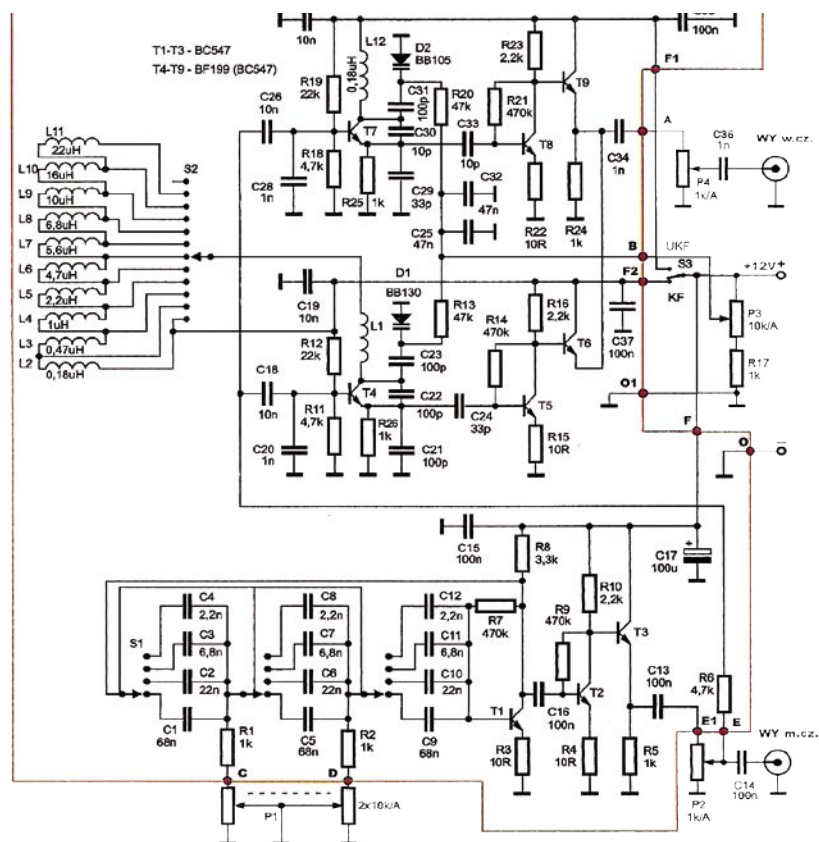 10n
100n
T1-T3 - BC547
T4-T9 - BF199 (BC547)
L12
0,18uH
D2
BB105
R23
2,2k
T9
F1
R19
22k
C31
100p
R20
47k
R21
470k
C26
10n
T7
C30
10p
C33
10p
T8
A
C34
1n
C36
1n
WY w.cz.
P4
1k/A
L11
22uH
L10
16uH
L9
10uH
L8
6,8uH
L7
5,6uH
L6
4,7uH
L5
2,2uH
L4
1uH
L3
0,47uH
L2
0,18uH
S2
R18
4,7k
C28
1n
R25
1k
C29
33p
C32
47n
C25
47n
R22
10R
R24
1k
B
UKF
S3
F2
KF
+12V+
D1
BB130
C19
10n
L1
R13
47k
R14
470k
R16
2,2k
T6
C37
100n
P3
10k/A
R17
1k
R12
22k
C23
100p
C18
10n
T4
C22
100p
R11
4,7k
R26
1k
C24
33p
T5
C20
1n
C21
100p
R15
10R
O1
F
O
C15
100n
R8
3,3k
+
C17
100u
C4
2,2n
C8
2,2n
C12
2,2n
R7
470k
R10
2,2k
R9
470k
S1
C3
6,8n
C7
6,8n
C11
6,8n
T3
C2
22n
C6
22n
C10
22n
T1
C16
100n
T2
C13
100n
R6
4,7k
C1
68n
R1
1k
C5
68n
R2
1k
C9
68n
R3
10R
R4
10R
R5
1k
E1
E
WY m.cz.
C14
100n
P2
1k/A
C
D
P1
2x10k/A